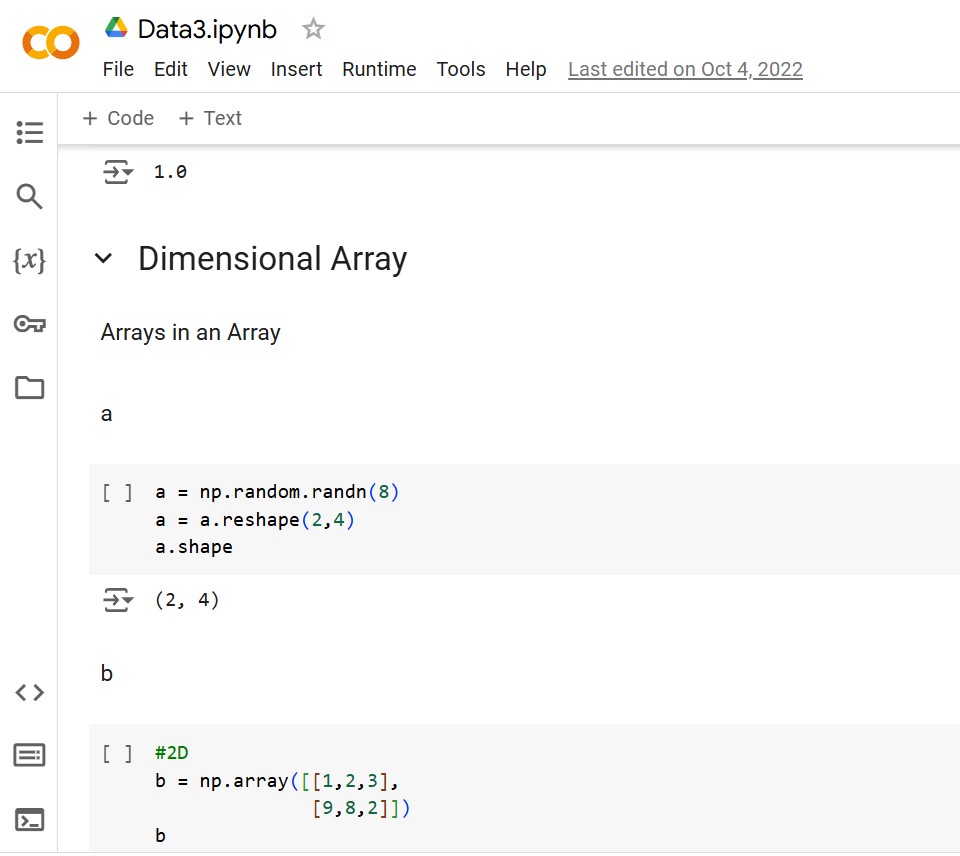 Data3.ipynb
File Edit View Insert Runtime Tools Help Last edited on Oct 4, 2022
+ Code + Text
1.0
Dimensional Array
Arrays in an Array
a
[ ] a = np.random.randn(8)
a = a.reshape(2,4)
a.shape
(2, 4)
b
[ ] #2D
b = np.array([[1,2,3],
[9,8,2]])
b